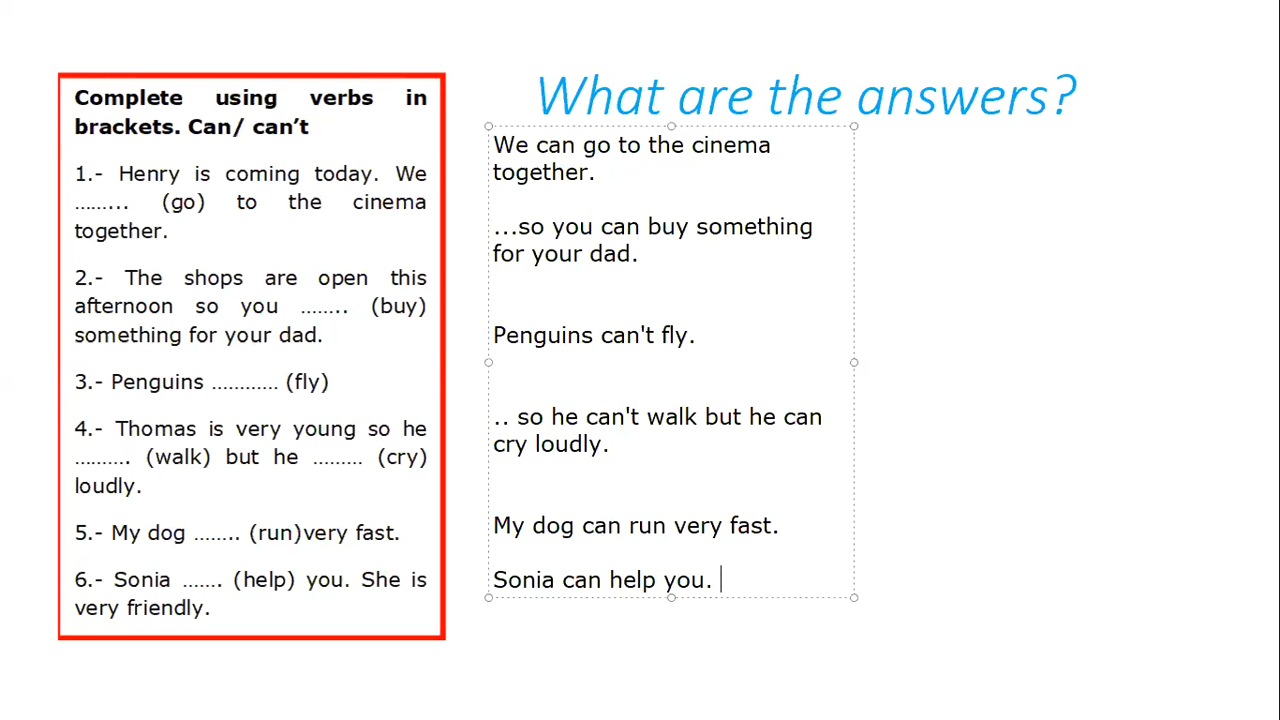 Complete using verbs in
brackets. Can/ can’t
1.- Henry is coming today. We
……... (go) to the cinema
together.
2.- The shops are open this
afternoon so you …….. (buy)
something for your dad.
3.- Penguins ………… (fly)
4.- Thomas is very young so he
………. (walk) but he ……… (cry)
loudly.
5.- My dog …….. (run)very fast.
6.- Sonia ……. (help) you. She is
very friendly.
What are the answers?
We can go to the cinema
together.
...so you can buy something
for your dad.
Penguins can't fly.
.. so he can't walk but he can
cry loudly.
My dog can run very fast.
Sonia can help you.